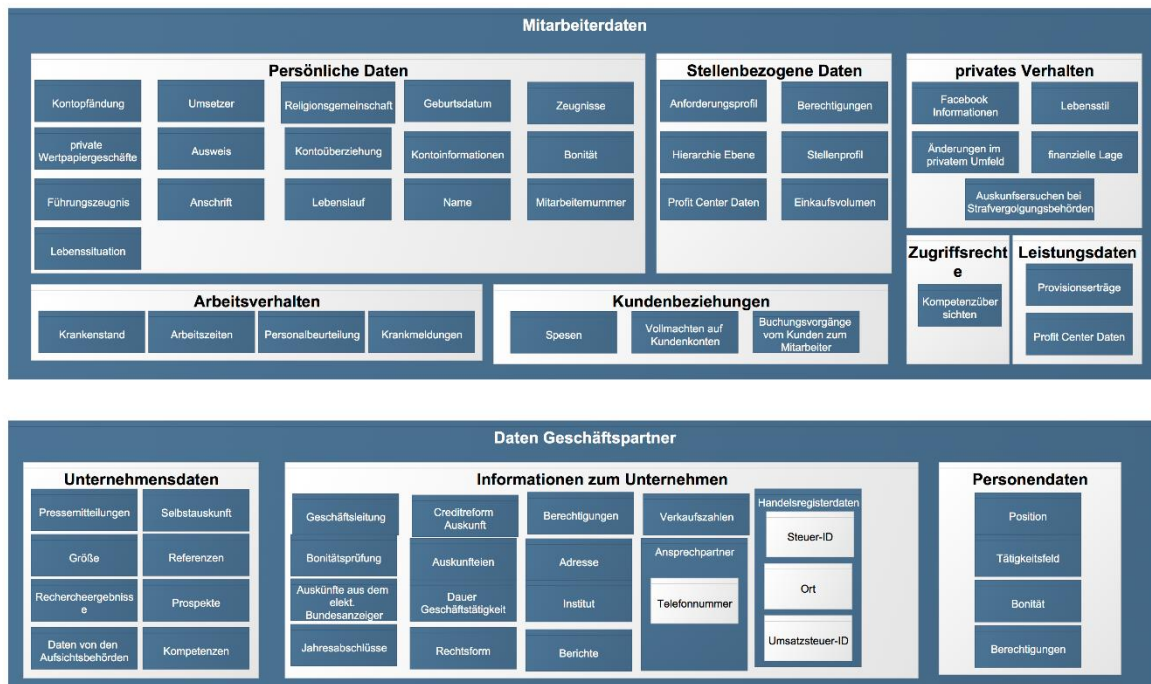 Mitarbeiterdaten
Persönliche Daten
Kontopfändung
Umsetzer
Religionsgemeinschaft
Geburtsdatum
Zeugnisse
private
Wertpapiergeschäfte
Ausweis
Kontoüberziehung
Kontoinformationen
Bonität
Führungszeugnis
Anschrift
Lebenslauf
Name
Mitarbeiternummer
Lebenssituation
Stellenbezogene Daten
Anforderungsprofil
Berechtigungen
Hierarchie Ebene
Stellenprofil
Profit Center Daten
Einkaufsvolumen
privates Verhalten
Facebook
Informationen
Lebensstil
Änderungen im
privatem Umfeld
finanzielle Lage
Auskunfsersuchen bei
Strafvergolgungsbehörden
Arbeitsverhalten
Krankenstand
Arbeitszeiten
Personalbeurteilung
Krankmeldungen
Kundenbeziehungen
Spesen
Vollmachten auf
Kundenkonten
Buchungsvorgänge
vom Kunden zum
Mitarbeiter
Zugriffsrecht
e
Kompetenzüber
sichten
Leistungsdaten
Provisionserträge
Profit Center Daten
Daten Geschäftspartner
Unternehmensdaten
Pressemitteilungen
Selbstauskunft
Größe
Referenzen
Rechercheergebniss
e
Prospekte
Daten von den
Aufsichtsbehörden
Kompetenzen
Informationen zum Unternehmen
Geschäftsleitung
Creditreform
Auskunft
Berechtigungen
Verkaufszahlen
Bonitätsprüfung
Auskunfteien
Adresse
Ansprechpartner
Telefonnummer
Auskünfte aus dem
elekt.
Bundesanzeiger
Dauer
Geschäftstätigkeit
Institut
Jahresabschlüsse
Rechtsform
Berichte
Handelsregisterdaten
Steuer-ID
Ort
Umsatzsteuer-ID
Personendaten
Position
Tätigkeitsfeld
Bonität
Berechtigungen